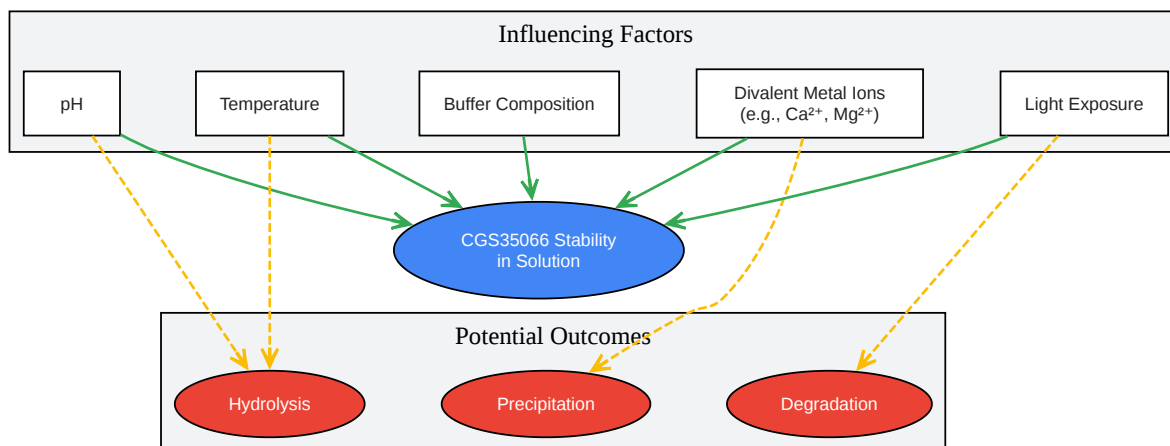 Influencing Factors
pH
Temperature
Buffer Composition
Divalent Metal Ions
(e.g., Ca²⁺, Mg²⁺)
Light Exposure
CGS35066 Stability
in Solution
Potential Outcomes
Hydrolysis
Precipitation
Degradation